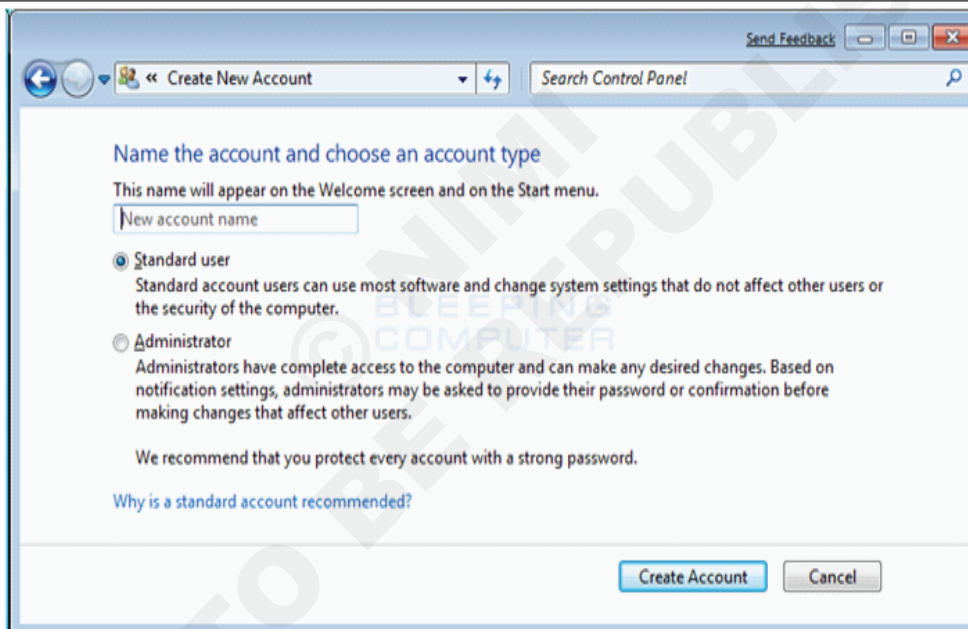 Send Feedback
« Create New Account
Search Control Panel
Name the account and choose an account type
This name will appear on the Welcome screen and on the Start menu.
New account name
Standard user
Standard account users can use most software and change system settings that do not affect other users or
the security of the computer.
Administrator
Administrators have complete access to the computer and can make any desired changes. Based on
notification settings, administrators may be asked to provide their password or confirmation before
making changes that affect other users.
We recommend that you protect every account with a strong password.
Why is a standard account recommended?
Create Account
Cancel
BLEEPING
COMPUTER
© NIMI
TO BE REPUBLIS